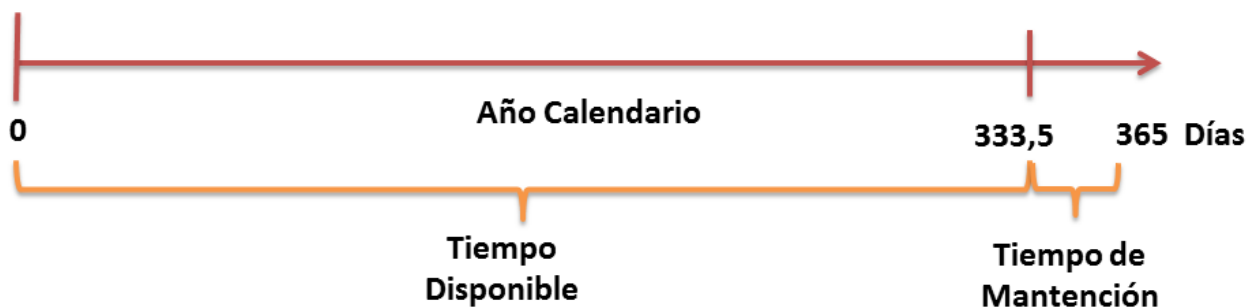 Año Calendario
0
333,5
365 Días
Tiempo
Disponible
Tiempo de
Mantención